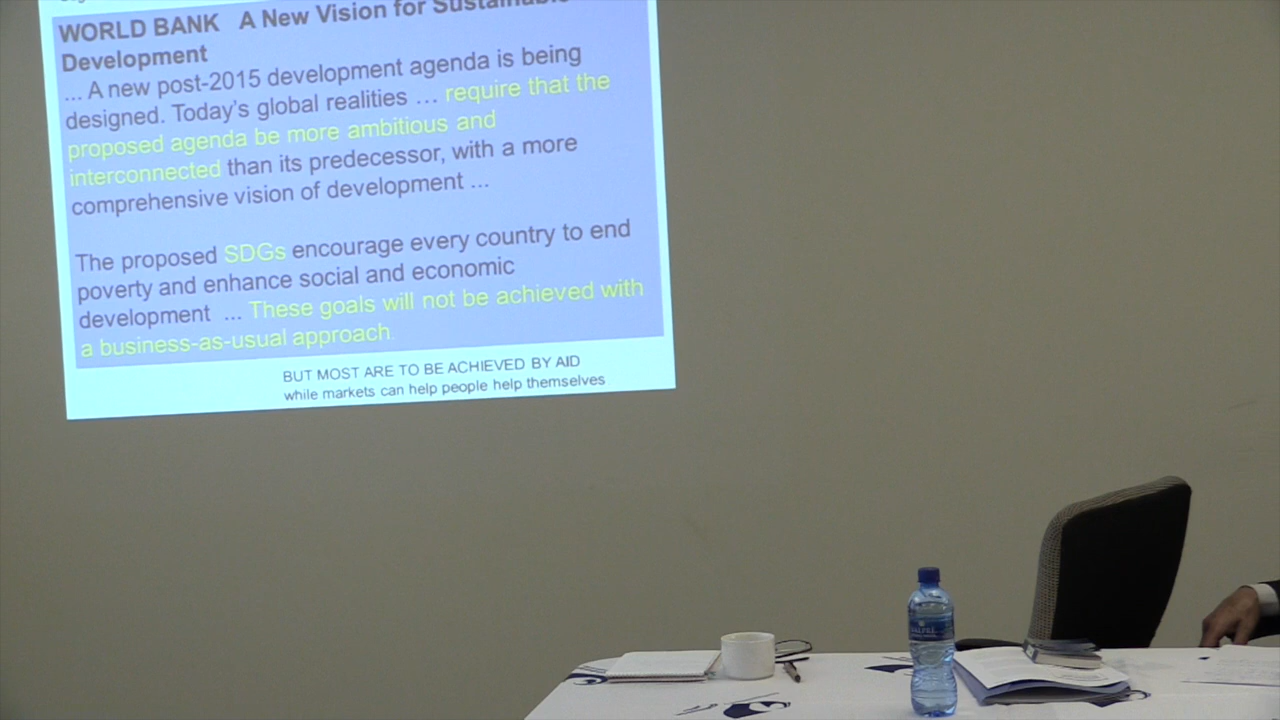 WORLD BANK A New Vision for Sustainable
Development
... A new post-2015 development agenda is being
designed. Today's global realities ... require that the
proposed agenda be more ambitious and
interconnected than its predecessor, with a more
comprehensive vision of development ...
The proposed SDGs encourage every country to end
poverty and enhance social and economic
development ... These goals will not be achieved with
a business-as-usual approach.
BUT MOST ARE TO BE ACHIEVED BY AID
while markets can help people help themselves